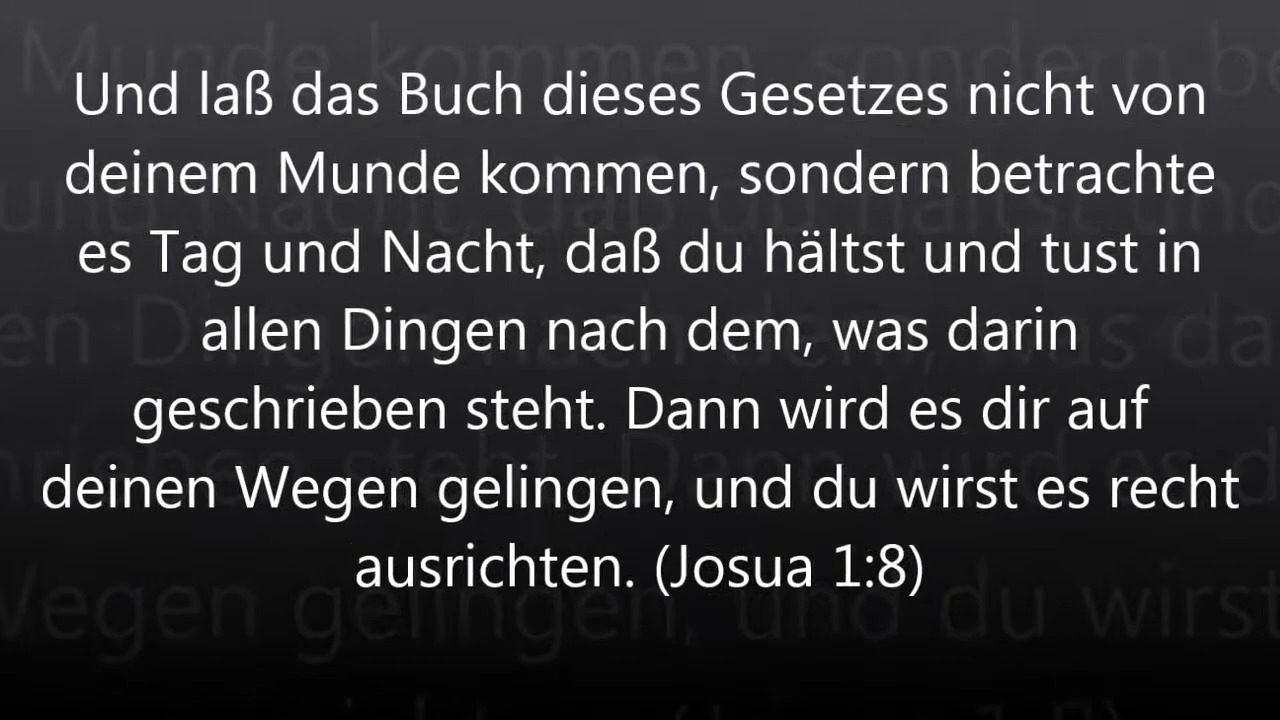 Und laß das Buch dieses Gesetzes nicht von
deinem Munde kommen, sondern betrachte
es Tag und Nacht, daß du hältst und tust in
allen Dingen nach dem, was darin
geschrieben steht. Dann wird es dir auf
deinen Wegen gelingen, und du wirst es recht
ausrichten. (Josua 1:8)